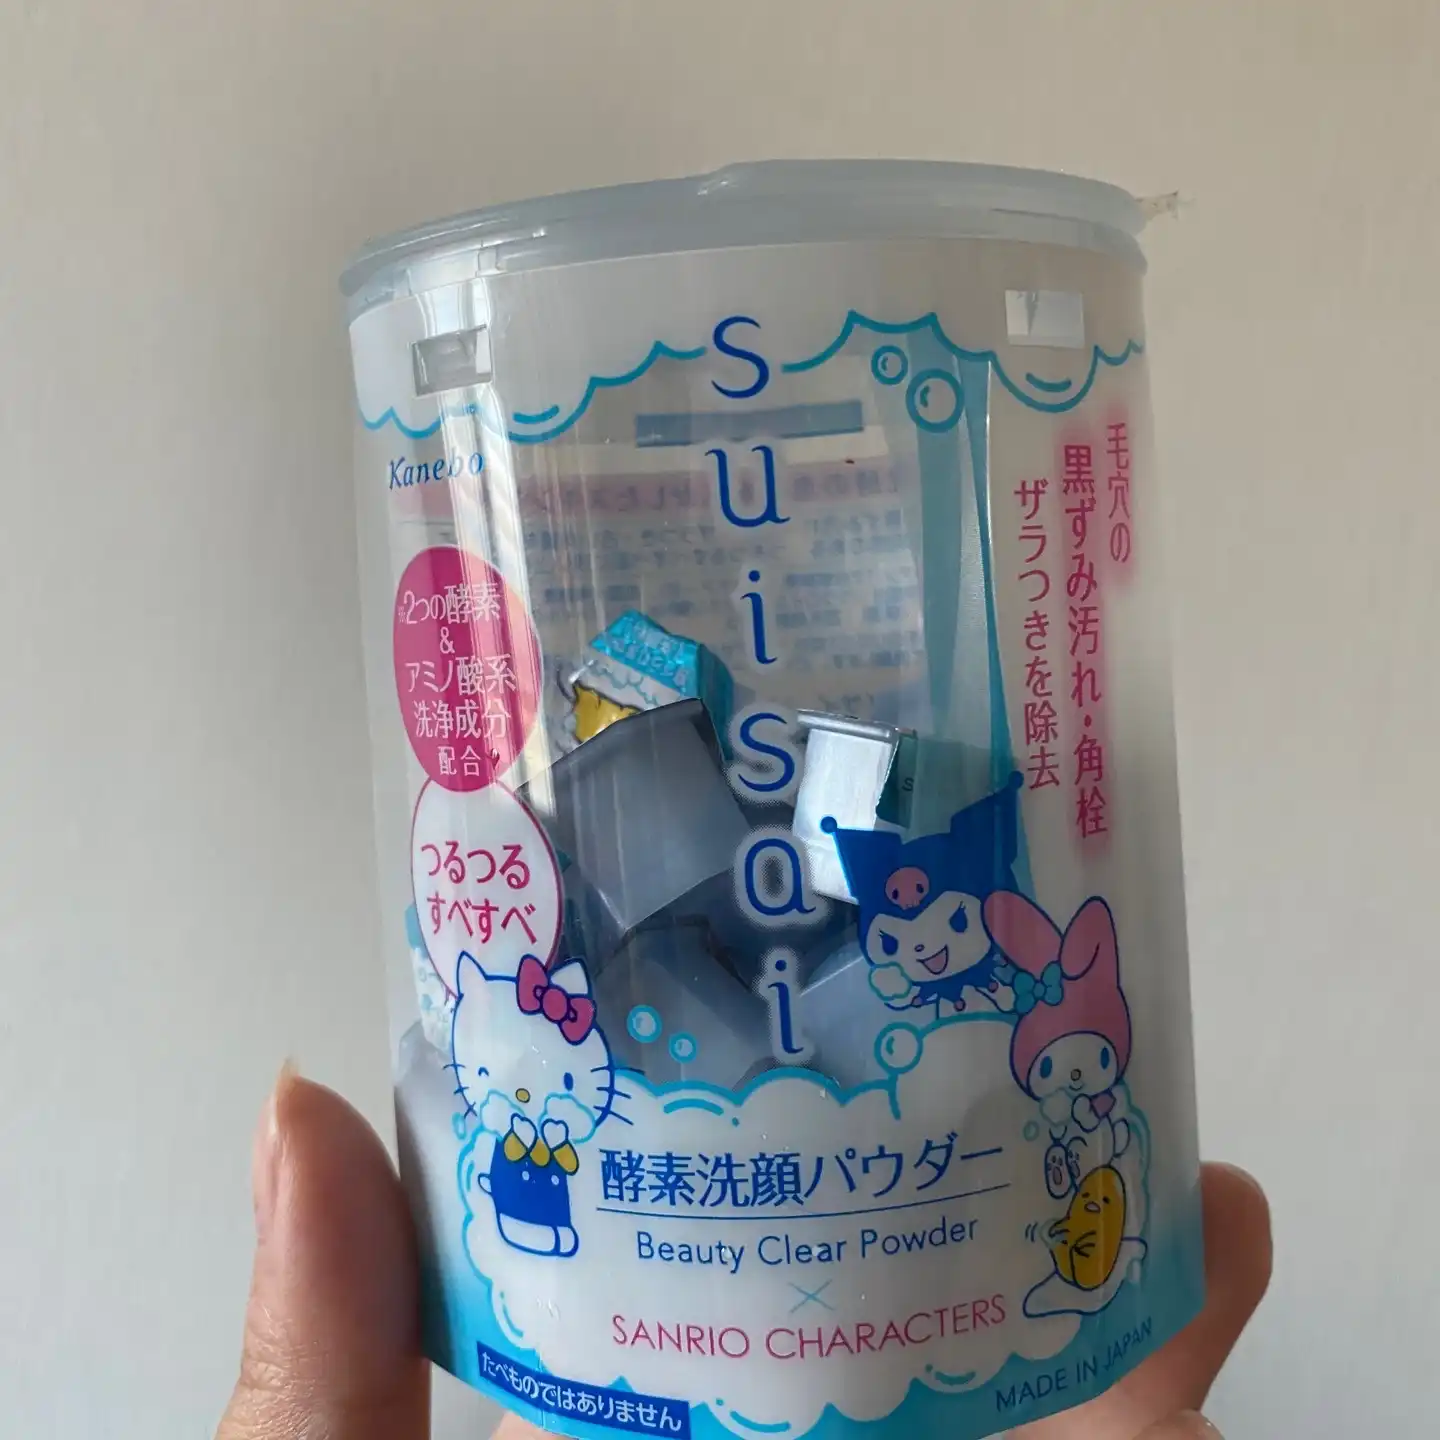 suisai
Kanebo
毛穴の
黒ずみ汚れ・角栓
ザラつきを除去
※2つの酵素
&
アミノ酸系
洗浄成分
配合
つるつる
すべすべ
酵素洗顔パウダー
Beauty Clear Powder
×
SANRIO CHARACTERS
たべものではありません
MADE IN JAPAN